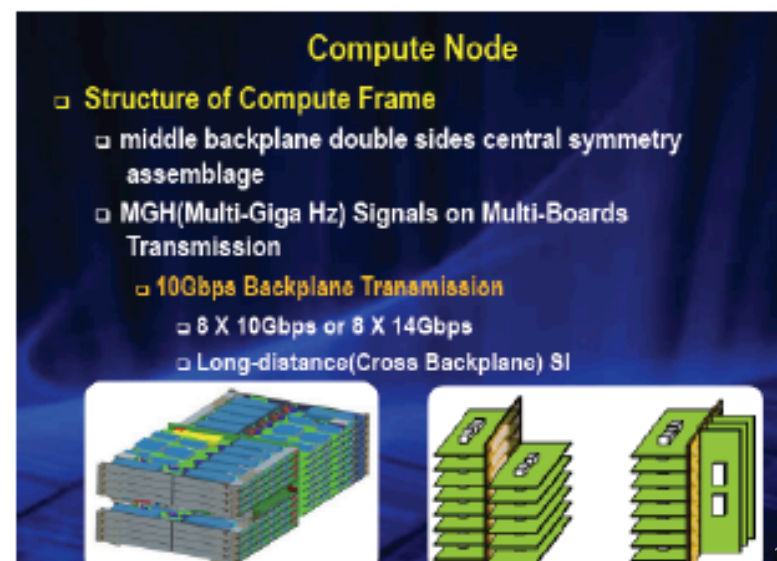 Compute Node
Structure of Compute Frame
middle backplane double sides central symmetry
assemblage
MGH(Multi-Giga Hz) Signals on Multi-Boards
Transmission
10Gbps Backplane Transmission
8 X 10Gbps or 8 X 14Gbps
Long-distance(Cross Backplane) SI